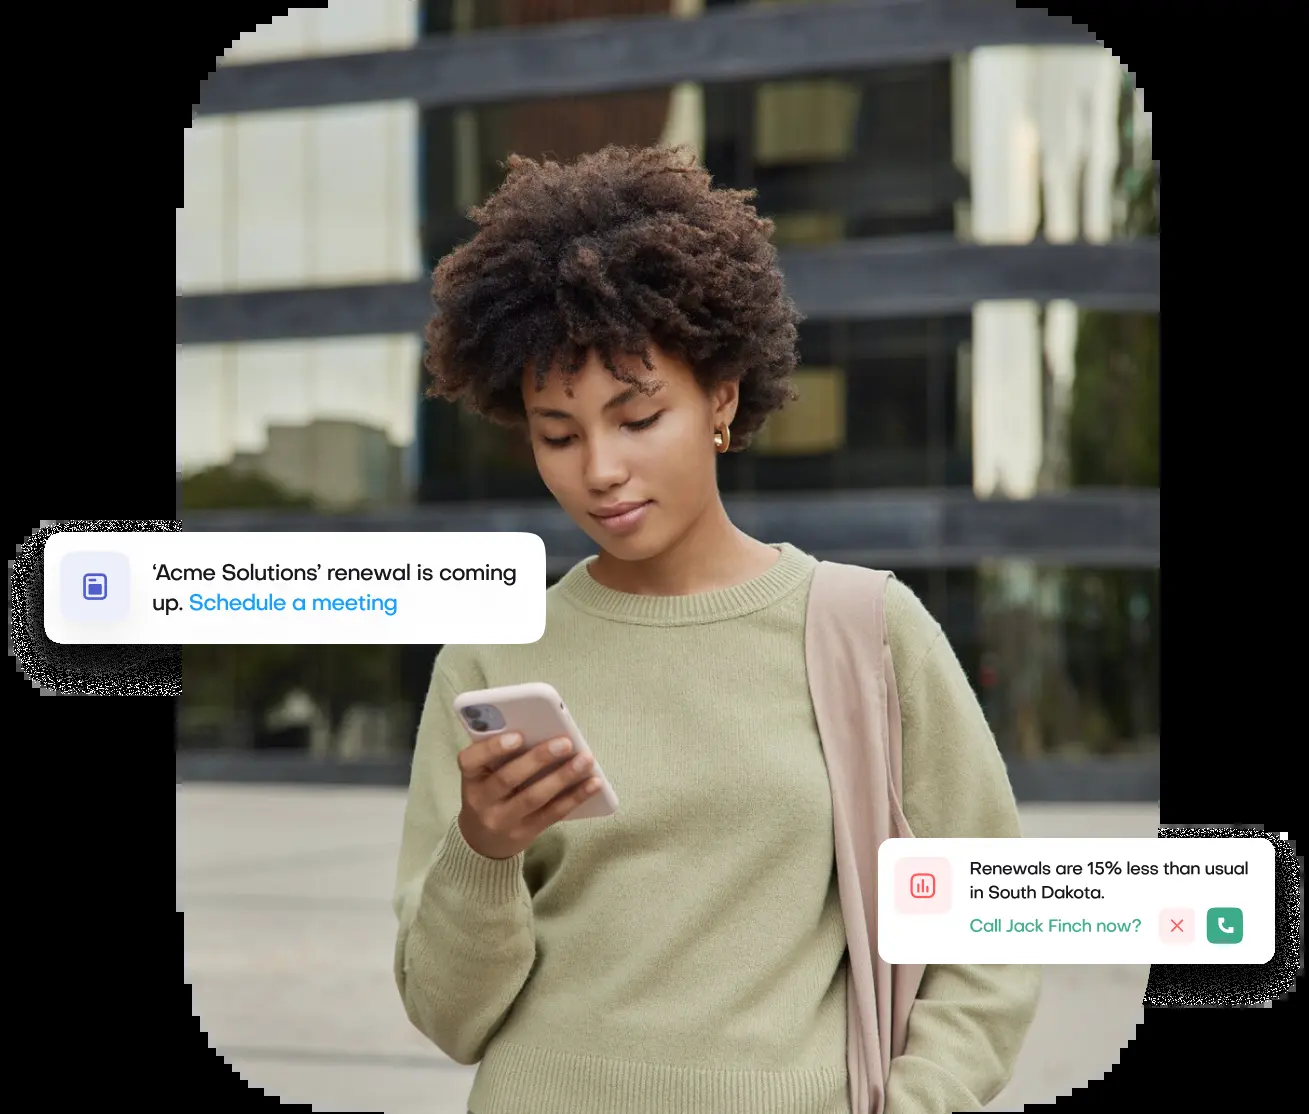 ‘Acme Solutions’ renewal is coming
up. Schedule a meeting
Renewals are 15% less than usual
in South Dakota.
Call Jack Finch now?